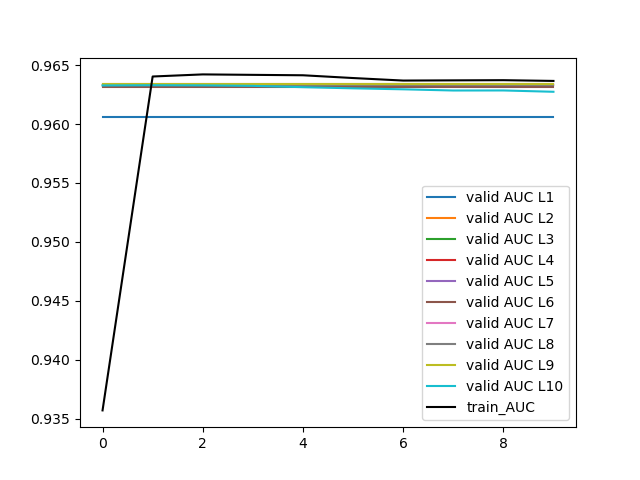 0.965
0.960
0.955
0.950
0.945
0.940
0.935
0 2 4 6 8
valid AUC L1
valid AUC L2
valid AUC L3
valid AUC L4
valid AUC L5
valid AUC L6
valid AUC L7
valid AUC L8
valid AUC L9
valid AUC L10
train_AUC